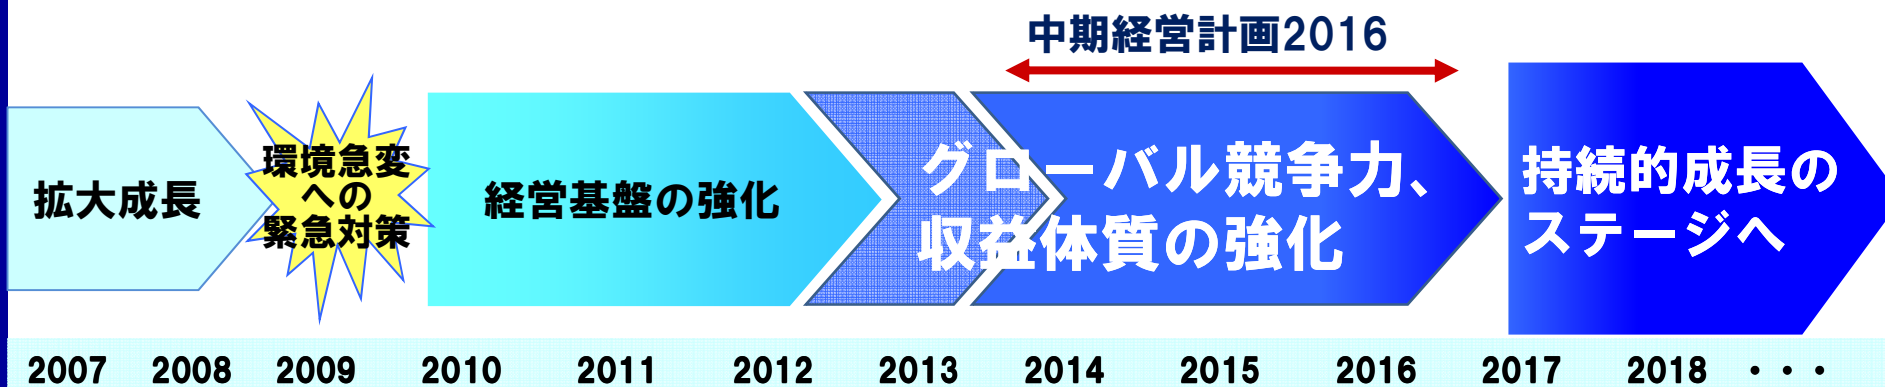 中期経営計画2016
拡大成長
環境急変
への
緊急対策
経営基盤の強化
グローバル競争力、
収益体質の強化
持続的成長の
ステージへ
2007 2008 2009 2010 2011 2012 2013 2014 2015 2016 2017 2018 ・・・